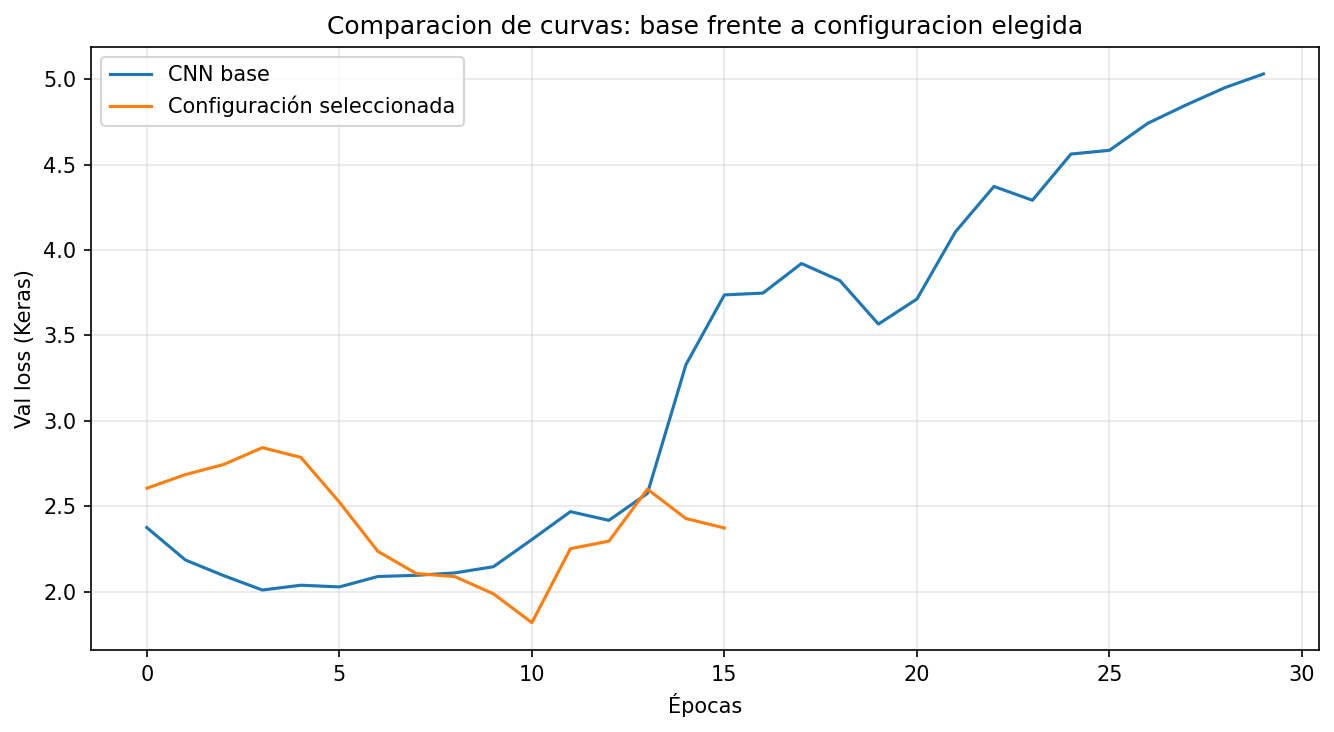 Comparacion de curvas: base frente a configuracion elegida
CNN base
Configuración seleccionada
Val loss (Keras)
5.0
4.5
4.0
3.5
3.0
2.5
2.0
0 5 10 15 20 25 30
Épocas